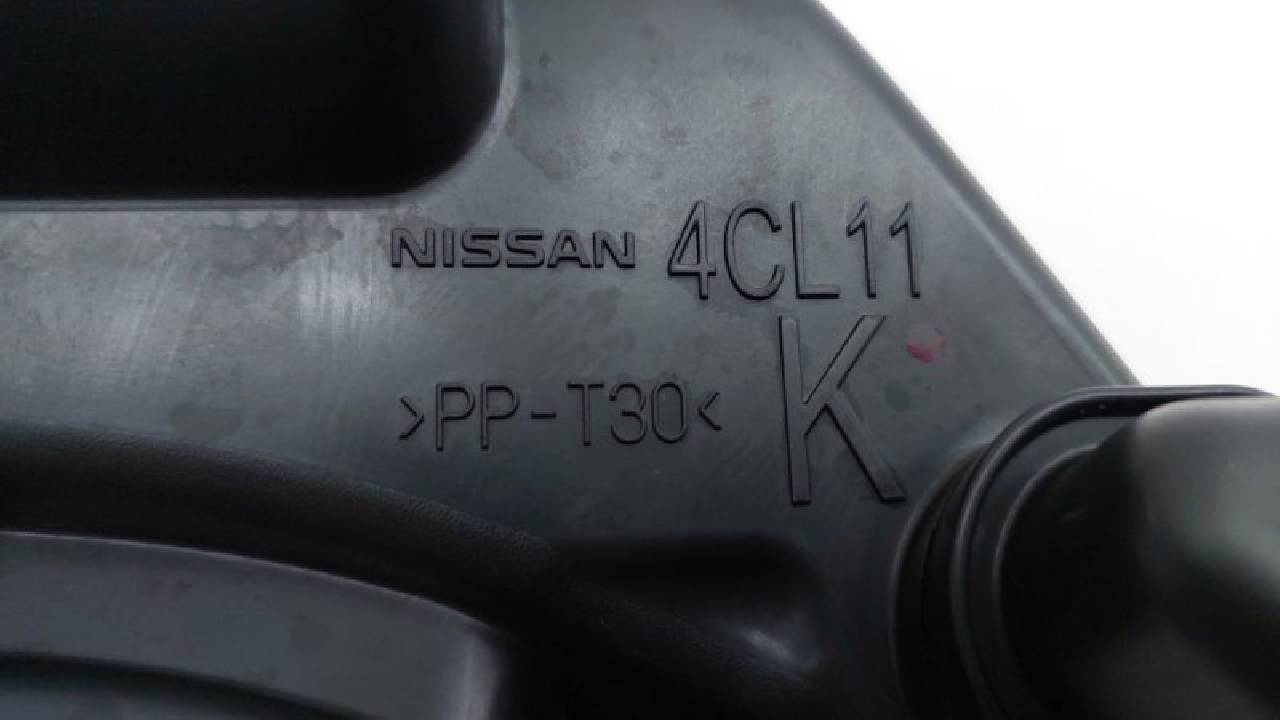 NISSAN 4CL11
K
>PP-T30<